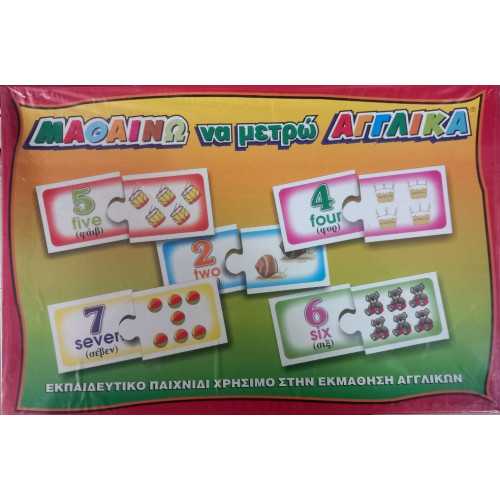 ΜΑΘΑΙΝΩ να μετρώ ΑΓΓΛΙΚΑ
5
five
(φάιβ)
4
four
(φορ)
2
two
7
seven
(σέβεν)
6
six
(σιξ)
ΕΚΠΑΙΔΕΥΤΙΚΟ ΠΑΙΧΝΙΔΙ ΧΡΗΣΙΜΟ ΣΤΗΝ ΕΚΜΑΘΗΣΗ ΑΓΓΛΙΚΩΝ